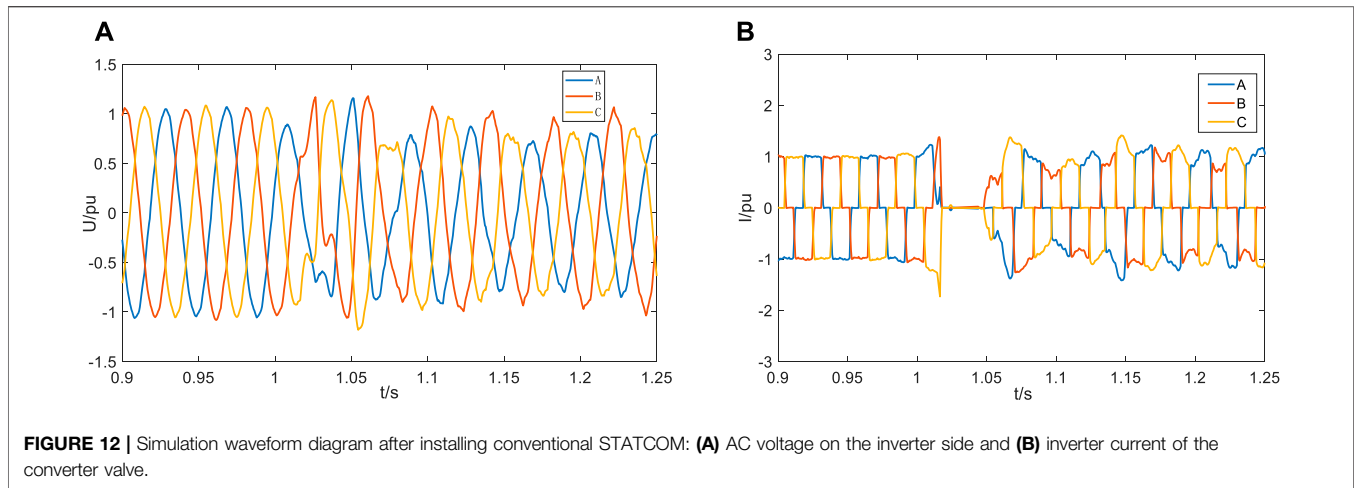 A
B
1.5
1
0.5
0
-0.5
-1
-1.5
U/pu
0.9
0.95
1
1.05
1.1
1.15
1.2
1.25
t/s
A
B
C
3
2
1
0
-1
-2
-3
I/pu
0.9
0.95
1
1.05
1.1
1.15
1.2
1.25
t/s
A
B
C
FIGURE 12 | Simulation waveform diagram after installing conventional STATCOM: (A) AC voltage on the inverter side and (B) inverter current of the
converter valve.